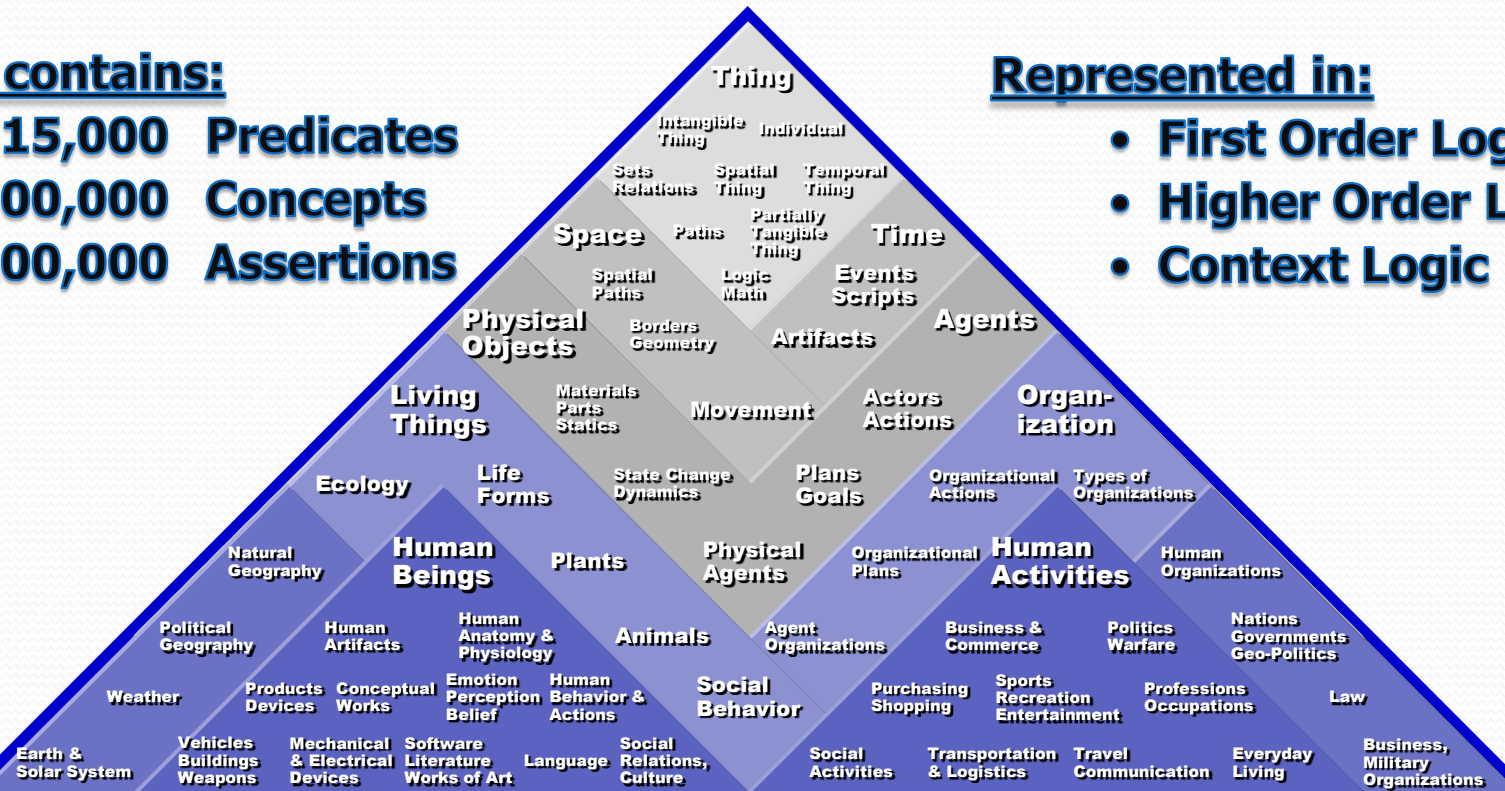 contains:
15,000 Predicates
00,000 Concepts
00,000 Assertions
Represented in:
• First Order Log
• Higher Order L
• Context Logic
Thing
Intangible
Thing
Individual
Sets
Relations
Spatial
Thing
Temporal
Thing
Space
Paths
Partially
Tangible
Thing
Time
Spatial
Paths
Logic
Math
Events
Scripts
Physical
Objects
Borders
Geometry
Artifacts
Agents
Living
Things
Materials
Parts
Statics
Movement
Actors
Actions
Organ-
ization
Ecology
Life
Forms
State Change
Dynamics
Plans
Goals
Organizational
Actions
Types of
Organizations
Natural
Geography
Human
Beings
Plants
Physical
Agents
Organizational
Plans
Human
Activities
Human
Organizations
Political
Geography
Human
Artifacts
Human
Anatomy &
Physiology
Animals
Agent
Organizations
Business &
Commerce
Politics
Warfare
Nations
Governments
Geo-Politics
Weather
Products
Devices
Conceptual
Works
Emotion
Perception
Belief
Human
Behavior &
Actions
Social
Behavior
Purchasing
Shopping
Sports
Recreation
Entertainment
Professions
Occupations
Law
Earth &
Solar System
Vehicles
Buildings
Weapons
Mechanical
& Electrical
Devices
Software
Literature
Works of Art
Language
Social
Relations,
Culture
Social
Activities
Transportation
& Logistics
Travel
Communication
Everyday
Living
Business,
Military
Organizations